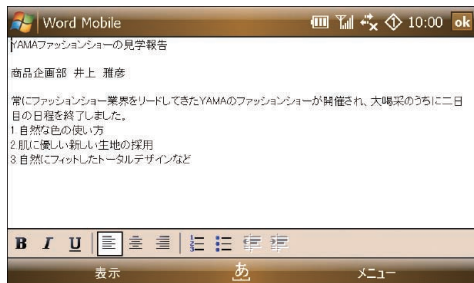 Word Mobile 10:00 ok
YAMAファッションショーの見学報告
商品企画部 井上 雅彦
常にファッションショー業界をリードしてきたYAMAのファッションショーが開催され、大喝采のうちに二日
目の日程を終了しました。
1.自然な色の使い方
2.肌に優しい新しい生地の採用
3.自然にフィットしたトータルデザインなど
B I U
表示 あ メニュー